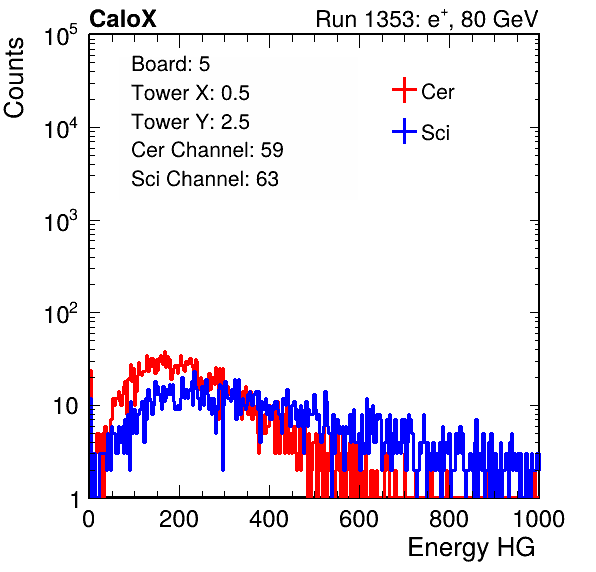 CaloX Run 1353: e⁺, 80 GeV
Counts
10⁵
10⁴
10³
10²
10
1
Board: 5
Tower X: 0.5
Tower Y: 2.5
Cer Channel: 59
Sci Channel: 63
Cer
Sci
0 200 400 600 800 1000
Energy HG